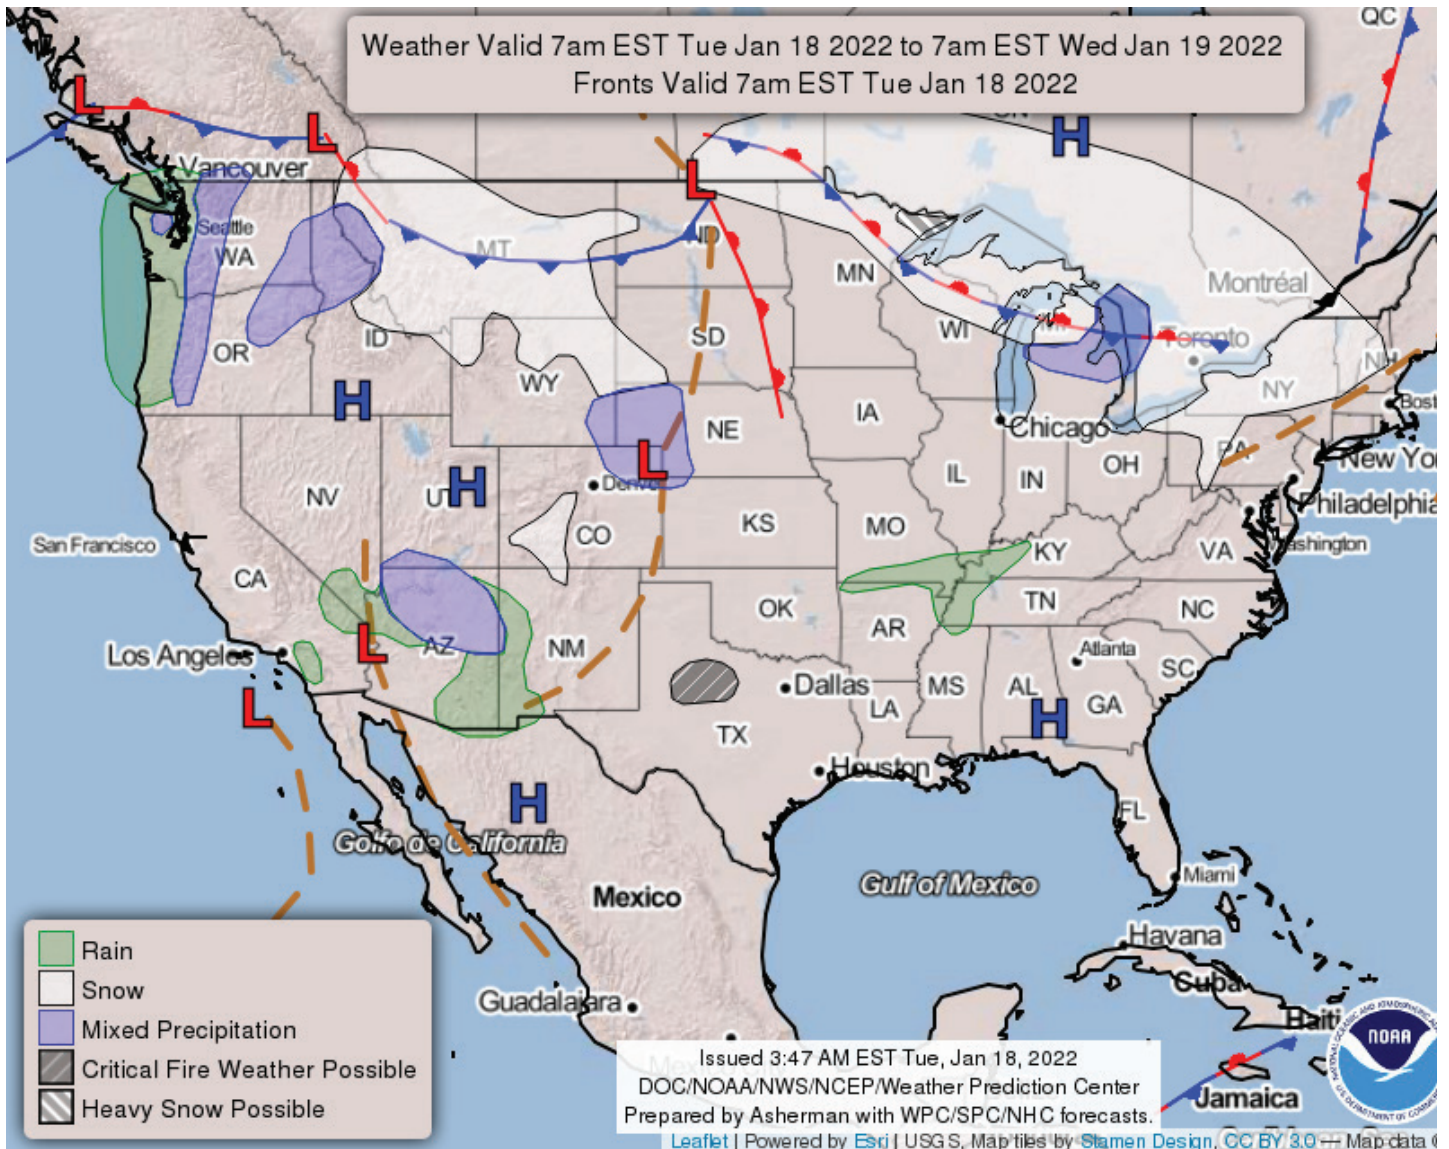 Weather Valid 7am EST Tue Jan 18 2022 to 7am EST Wed Jan 19 2022
Fronts Valid 7am EST Tue Jan 18 2022
QC
L
L
H
Vancouver
L
Seattle
WA
MT
ND
MN
Montréal
OR
ID
SD
WI
MI
Toronto
WY
NH
NY
H
NE
IA
Chicago
Bost
PA
New Yo
L
IL
IN
OH
H
UT
NV
Denver
Philadelphia
CO
KS
MO
San Francisco
KY
VA
Washington
CA
OK
TN
NC
AR
Los Angeles
L
AZ
NM
Atlanta
SC
Dallas
MS
AL
GA
L
LA
H
TX
Houston
H
FL
Golfo de California
Mexico
Gulf of Mexico
Miami
Rain
Snow
Mixed Precipitation
Critical Fire Weather Possible
Heavy Snow Possible
Havana
Cuba
Guadalajara
Haiti
NOAA
Issued 3:47 AM EST Tue, Jan 18, 2022
DOC/NOAA/NWS/NCEP/Weather Prediction Center
Prepared by Asherman with WPC/SPC/NHC forecasts.
Jamaica
Leaflet | Powered by Esri | USGS, Map tiles by Stamen Design, CC BY 3.0 — Map data ©